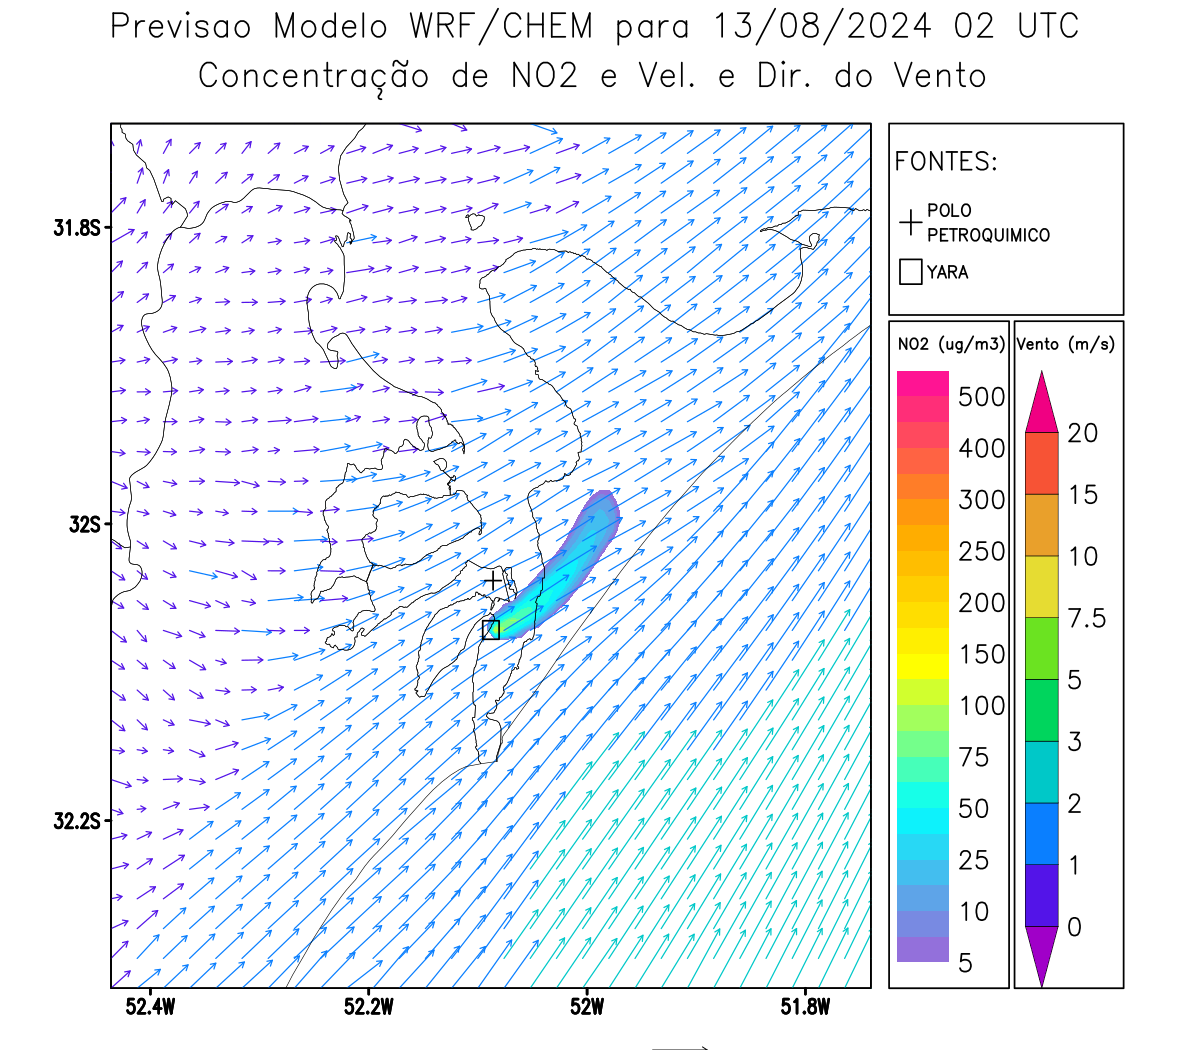 Previsao Modelo WRF/CHEM para 13/08/2024 02 UTC
Concentração de NO2 e Vel. e Dir. do Vento
FONTES:
POLO
PETROQUIMICO
YARA
NO2 (ug/m3)
500
400
300
250
200
150
100
75
50
25
10
5
Vento (m/s)
20
15
10
7.5
5
3
2
1
0
31.8S
32S
32.2S
52.4W
52.2W
52W
51.8W